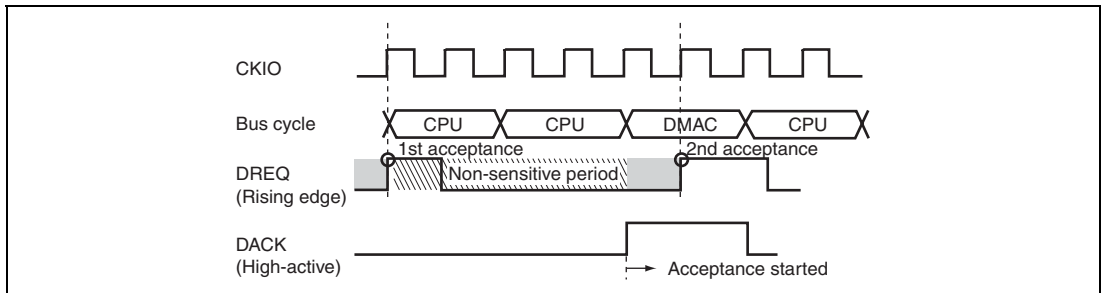 CKIO
Bus cycle
CPU CPU DMAC CPU
1st acceptance 2nd acceptance
DREQ
(Rising edge)
Non-sensitive period
DACK
(High-active)
Acceptance started